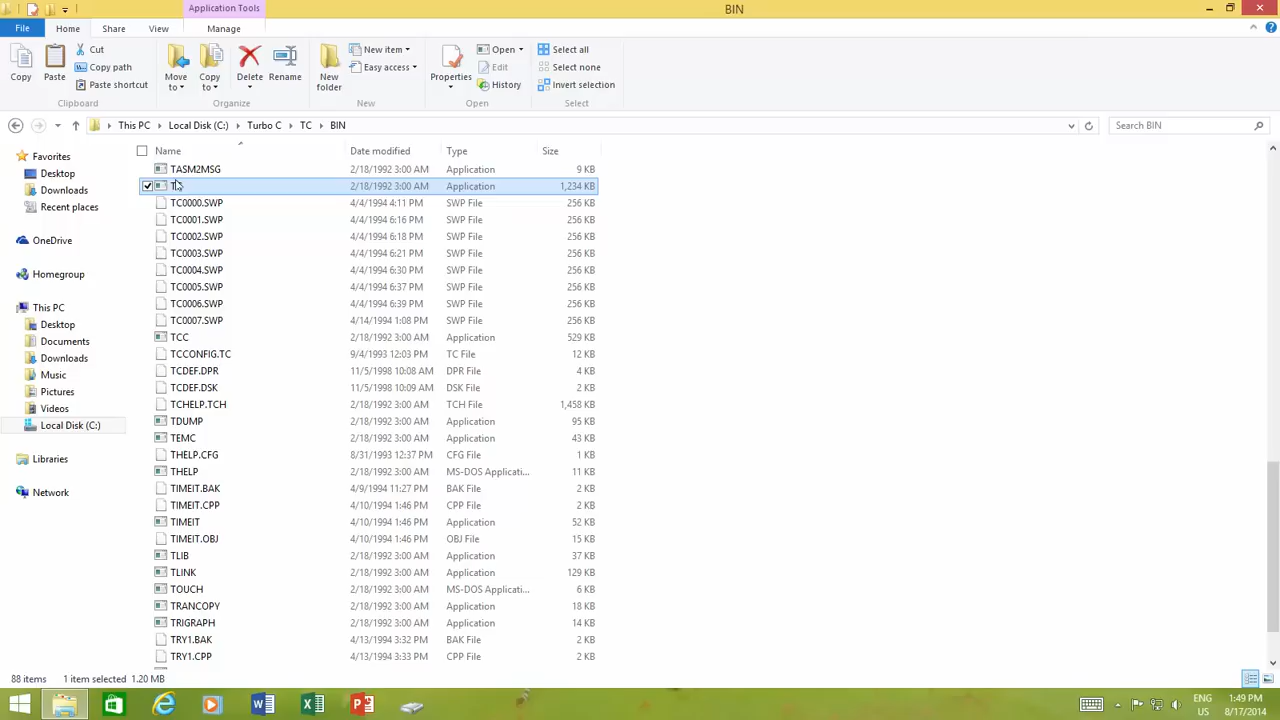 Application Tools
BIN
File Home Share View Manage
Copy
Paste
Cut
Copy path
Paste shortcut
Clipboard
Move to
Copy to
Delete
Rename
Organize
New folder
New item
Easy access
New
Properties
Open
Edit
History
Open
Select all
Select none
Invert selection
Select
This PC Local Disk (C:) Turbo C TC BIN
Search BIN
Favorites
Desktop
Downloads
Recent places
OneDrive
Homegroup
This PC
Desktop
Documents
Downloads
Music
Pictures
Videos
Local Disk (C:)
Libraries
Network
Name Date modified Type Size
TASM2MSG 2/18/1992 3:00 AM Application 9 KB
2/18/1992 3:00 AM Application 1,234 KB
TC0000.SWP 4/4/1994 4:11 PM SWP File 256 KB
TC0001.SWP 4/4/1994 6:16 PM SWP File 256 KB
TC0002.SWP 4/4/1994 6:18 PM SWP File 256 KB
TC0003.SWP 4/4/1994 6:21 PM SWP File 256 KB
TC0004.SWP 4/4/1994 6:30 PM SWP File 256 KB
TC0005.SWP 4/4/1994 6:37 PM SWP File 256 KB
TC0006.SWP 4/4/1994 6:39 PM SWP File 256 KB
TC0007.SWP 4/14/1994 1:08 PM SWP File 256 KB
TCC 2/18/1992 3:00 AM Application 529 KB
TCCONFIG.TC 9/4/1993 12:03 PM TC File 12 KB
TCDEF.DPR 11/5/1998 10:08 AM DPR File 4 KB
TCDEF.DSK 11/5/1998 10:09 AM DSK File 2 KB
TCHELP.TCH 2/18/1992 3:00 AM TCH File 1,458 KB
TDUMP 2/18/1992 3:00 AM Application 95 KB
TEMC 2/18/1992 3:00 AM Application 43 KB
THELP.CFG 8/31/1993 12:37 PM CFG File 1 KB
THELP 2/18/1992 3:00 AM MS-DOS Applicati... 11 KB
TIMEIT.BAK 4/9/1994 11:27 PM BAK File 2 KB
TIMEIT.CPP 4/10/1994 1:46 PM CPP File 2 KB
TIMEIT 4/10/1994 1:46 PM Application 52 KB
TIMEIT.OBJ 4/10/1994 1:46 PM OBJ File 15 KB
TLIB 2/18/1992 3:00 AM Application 37 KB
TLINK 2/18/1992 3:00 AM Application 129 KB
TOUCH 2/18/1992 3:00 AM MS-DOS Applicati... 6 KB
TRANCOPY 2/18/1992 3:00 AM Application 18 KB
TRIGRAPH 2/18/1992 3:00 AM Application 14 KB
TRY1.BAK 4/13/1994 3:32 PM BAK File 2 KB
TRY1.CPP 4/13/1994 3:33 PM CPP File 2 KB
88 items 1 item selected 1.20 MB
ENG
US
1:49 PM
8/17/2014